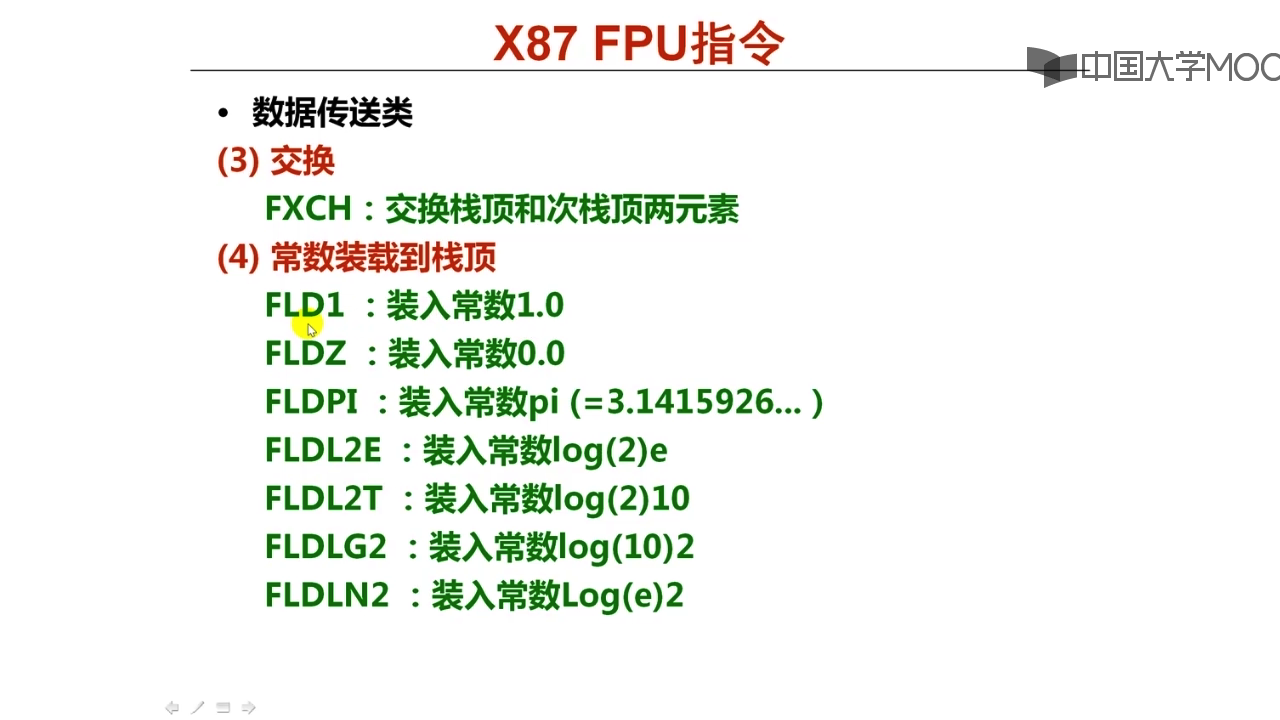 X87 FPU指令
中国大学MOO
• 数据传送类
(3) 交换
FXCH：交换栈顶和次栈顶两元素
(4) 常数装载到栈顶
FLD1 ：装入常数1.0
FLDZ ：装入常数0.0
FLDPI ：装入常数pi (=3.1415926... )
FLDL2E ：装入常数log(2)e
FLDL2T ：装入常数log(2)10
FLDLG2 ：装入常数log(10)2
FLDLN2 ：装入常数Log(e)2